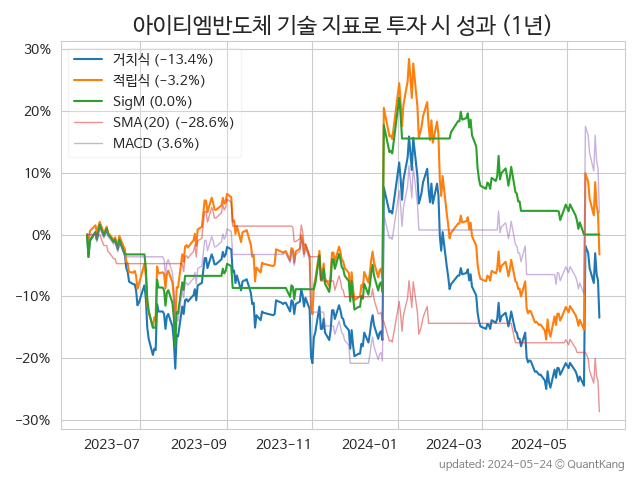 아이티엠반도체 기술 지표로 투자 시 성과 (1년)
30%
20%
10%
0%
−10%
−20%
−30%
거치식 (−13.4%)
적립식 (−3.2%)
SigM (0.0%)
SMA(20) (−28.6%)
MACD (3.6%)
2023-07
2023-09
2023-11
2024-01
2024-03
2024-05
updated: 2024-05-24 © QuantKang